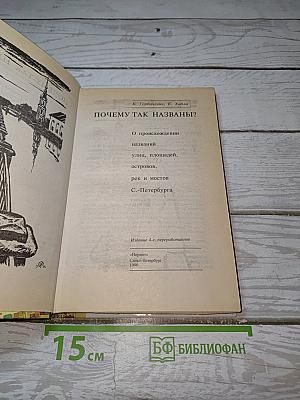 К. Горбачевич, Е. Хабло
ПОЧЕМУ ТАК НАЗВАНЫ?
О происхождении
названий
улиц, площадей,
островов,
рек и мостов
С.-Петербурга
Издание 4-е, переработанное
«Норинт»
Санкт-Петербург
1996
15 см
БФ БИБЛИОФАН